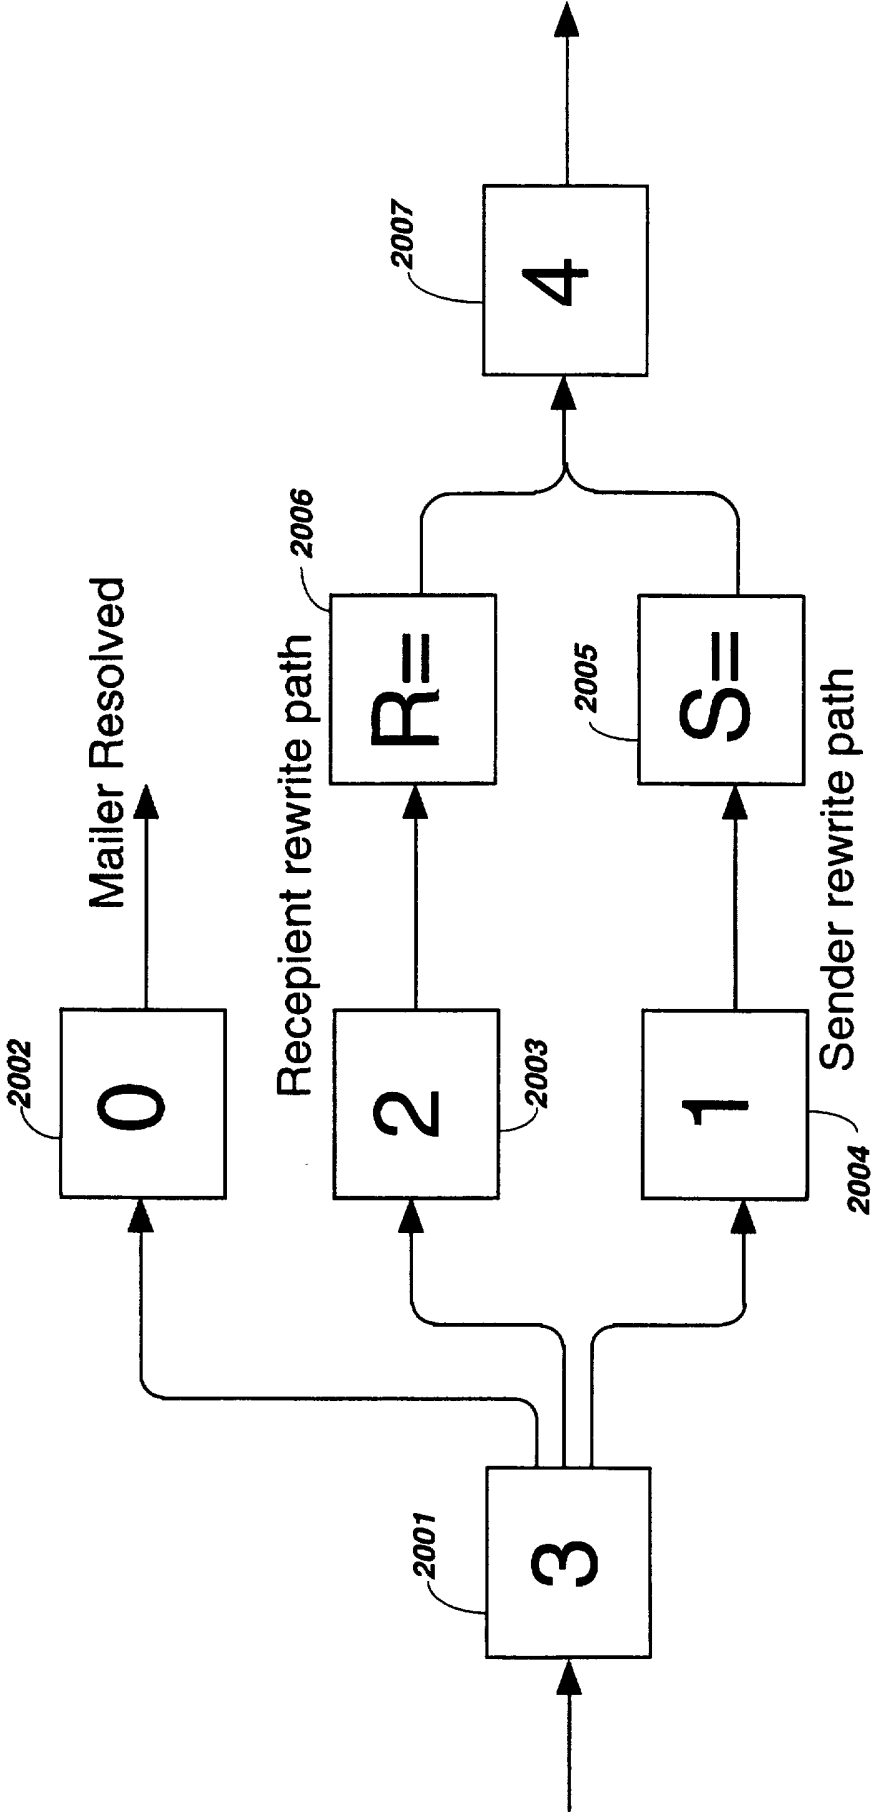 2002
0
Mailer Resolved
Recepient rewrite path
2
2003
R=
2006
2001
3
4
2007
1
2004
S=
2005
Sender rewrite path